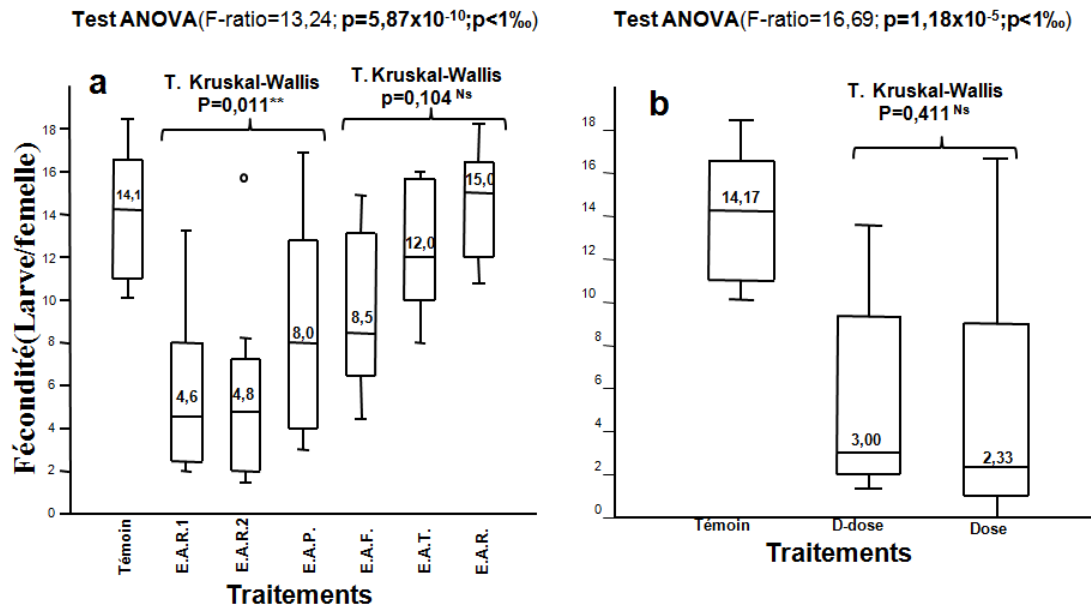 Test ANOVA(F-ratio=13,24; p=5,87x10⁻¹⁰;p<1‰)
Test ANOVA(F-ratio=16,69; p=1,18x10⁻⁵;p<1‰)
a
T. Kruskal-Wallis
P=0,011**
T. Kruskal-Wallis
p=0,104 Ns
Fécondité(Larve/femelle)
18
16
14
12
10
8
6
4
2
0
14,1
4,6
4,8
8,0
8,5
12,0
15,0
Témoin
E.A.R.1
E.A.R.2
E.A.P.
E.A.F.
E.A.T.
E.A.R.
Traitements
b
T. Kruskal-Wallis
P=0,411 Ns
18
16
14
12
10
8
6
4
2
0
14,17
3,00
2,33
Témoin
D-dose
Dose
Traitements